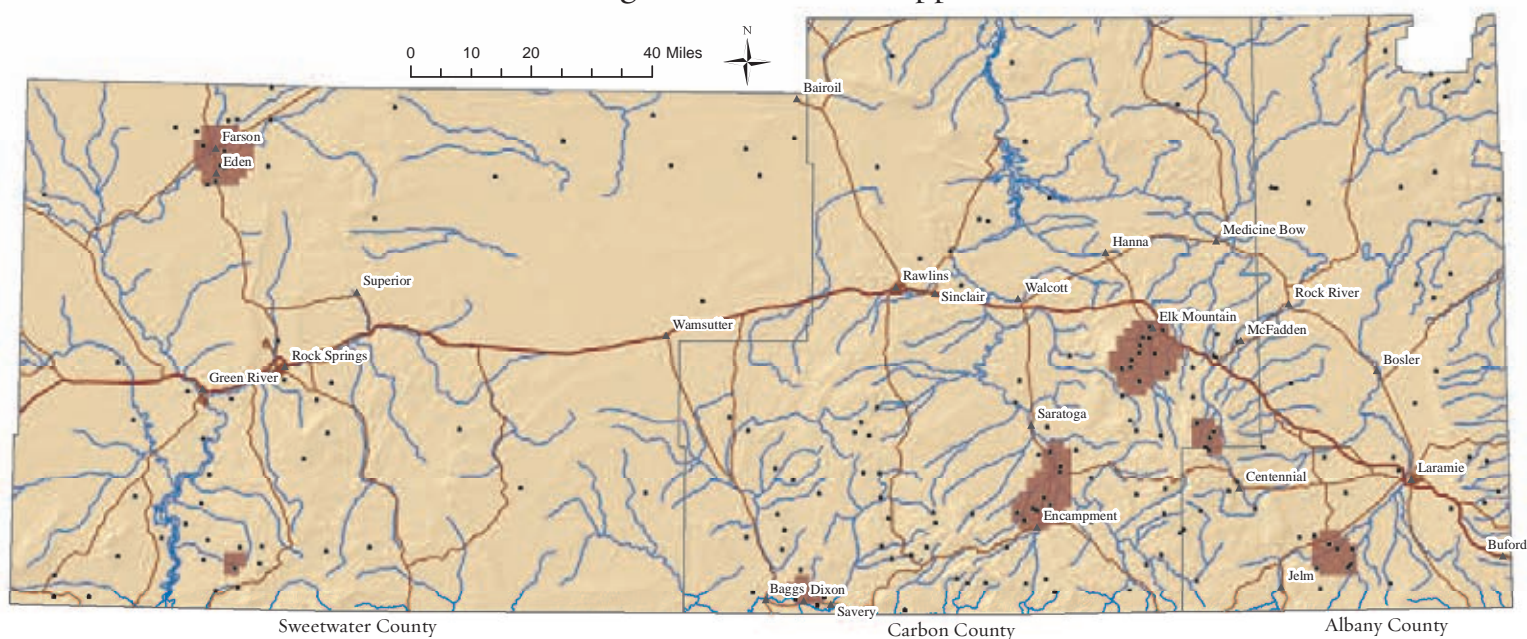 0 10 20 40 Miles
N
Bairoil
Farson
Eden
Medicine Bow
Hanna
Superior
Rawlins
Sinclair
Walcott
Rock River
Wamsutter
Elk Mountain
McFadden
Rock Springs
Green River
Bosler
Saratoga
Laramie
Centennial
Encampment
Buford
Jelm
Baggs
Dixon
Savery
Sweetwater County
Carbon County
Albany County